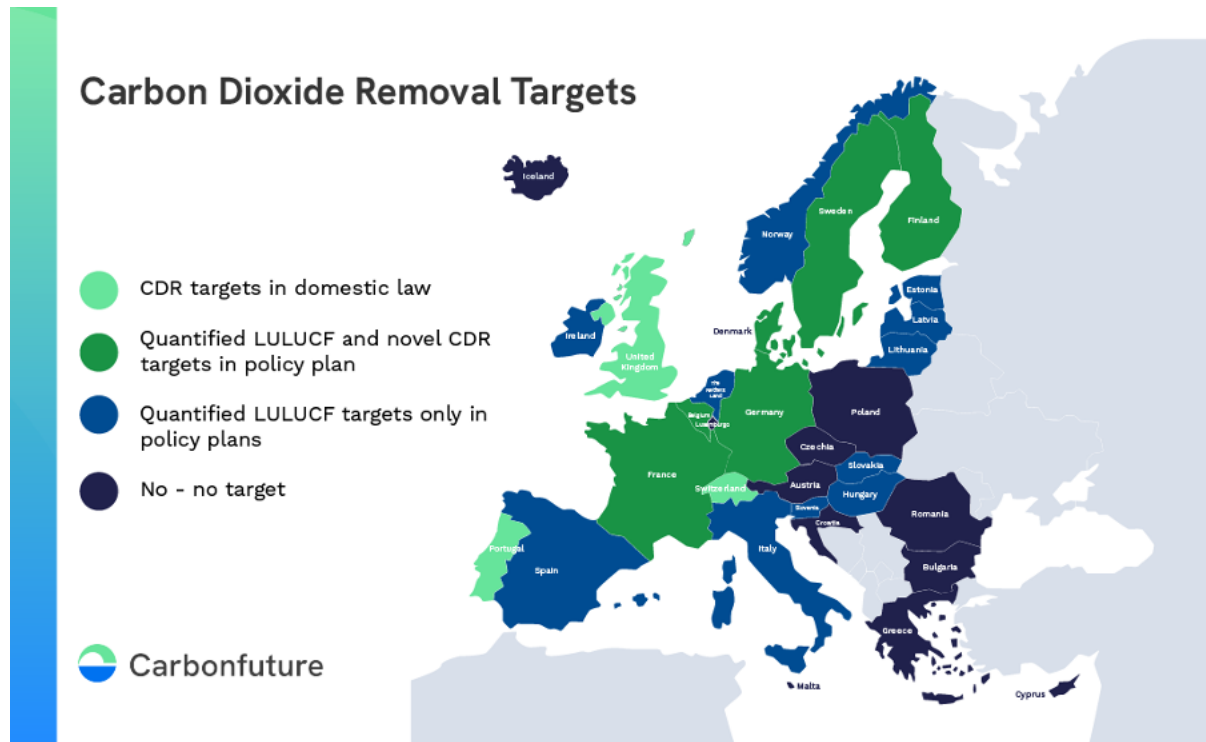 Carbon Dioxide Removal Targets
Iceland
CDR targets in domestic law
Quantified LULUCF and novel CDR
targets in policy plan
Quantified LULUCF targets only in
policy plans
No - no target
Sweden
Finland
Norway
Estonia
Latvia
Lithuania
Denmark
Ireland
United
Kingdom
Belgium
Germany
Poland
Czechia
France
Slovakia
Switzerland
Austria
Hungary
Slovenia
Romania
Croatia
Portugal
Spain
Italy
Bulgaria
Greece
Malta
Cyprus
Carbonfuture